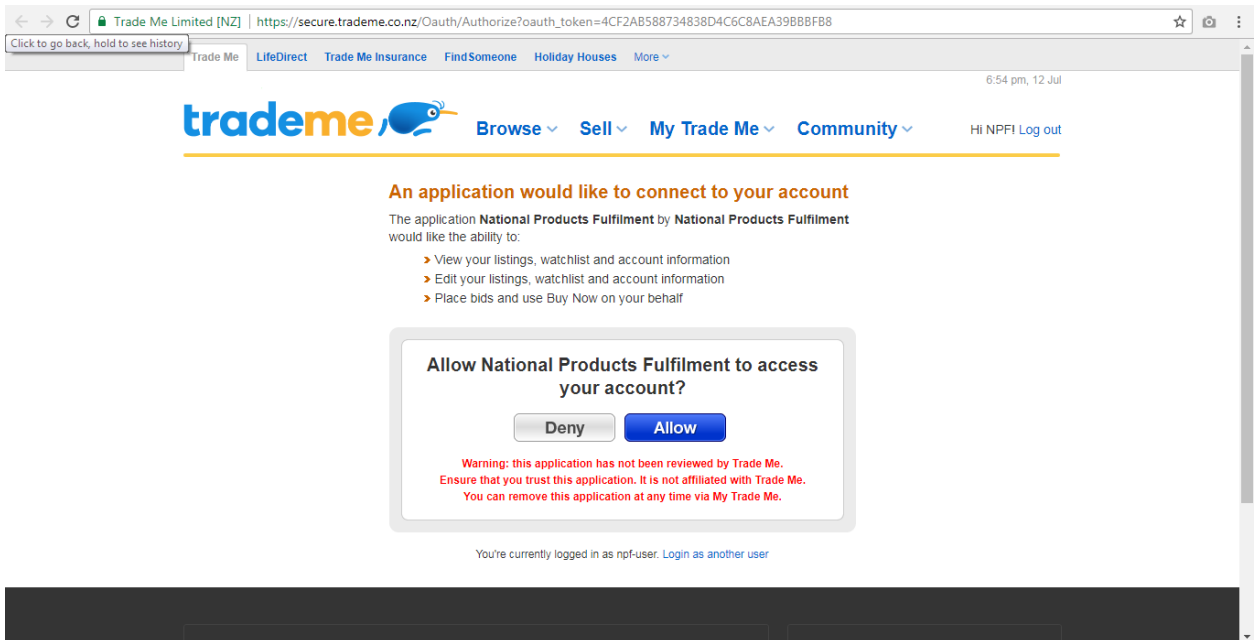 Trade Me Limited [NZ] | https://secure.trademe.co.nz/Oauth/Authorize?oauth_token=4CF2AB588734838D4C6C8AEA39BBBFB8
Click to go back, hold to see history
Trade Me LifeDirect Trade Me Insurance FindSomeone Holiday Houses More
6:54 pm, 12 Jul
trademe Browse Sell My Trade Me Community Hi NPF! Log out
An application would like to connect to your account
The application National Products Fulfilment by National Products Fulfilment
would like the ability to:
View your listings, watchlist and account information
Edit your listings, watchlist and account information
Place bids and use Buy Now on your behalf
Allow National Products Fulfilment to access
your account?
Deny Allow
Warning: this application has not been reviewed by Trade Me.
Ensure that you trust this application. It is not affiliated with Trade Me.
You can remove this application at any time via My Trade Me.
You're currently logged in as npf-user. Login as another user